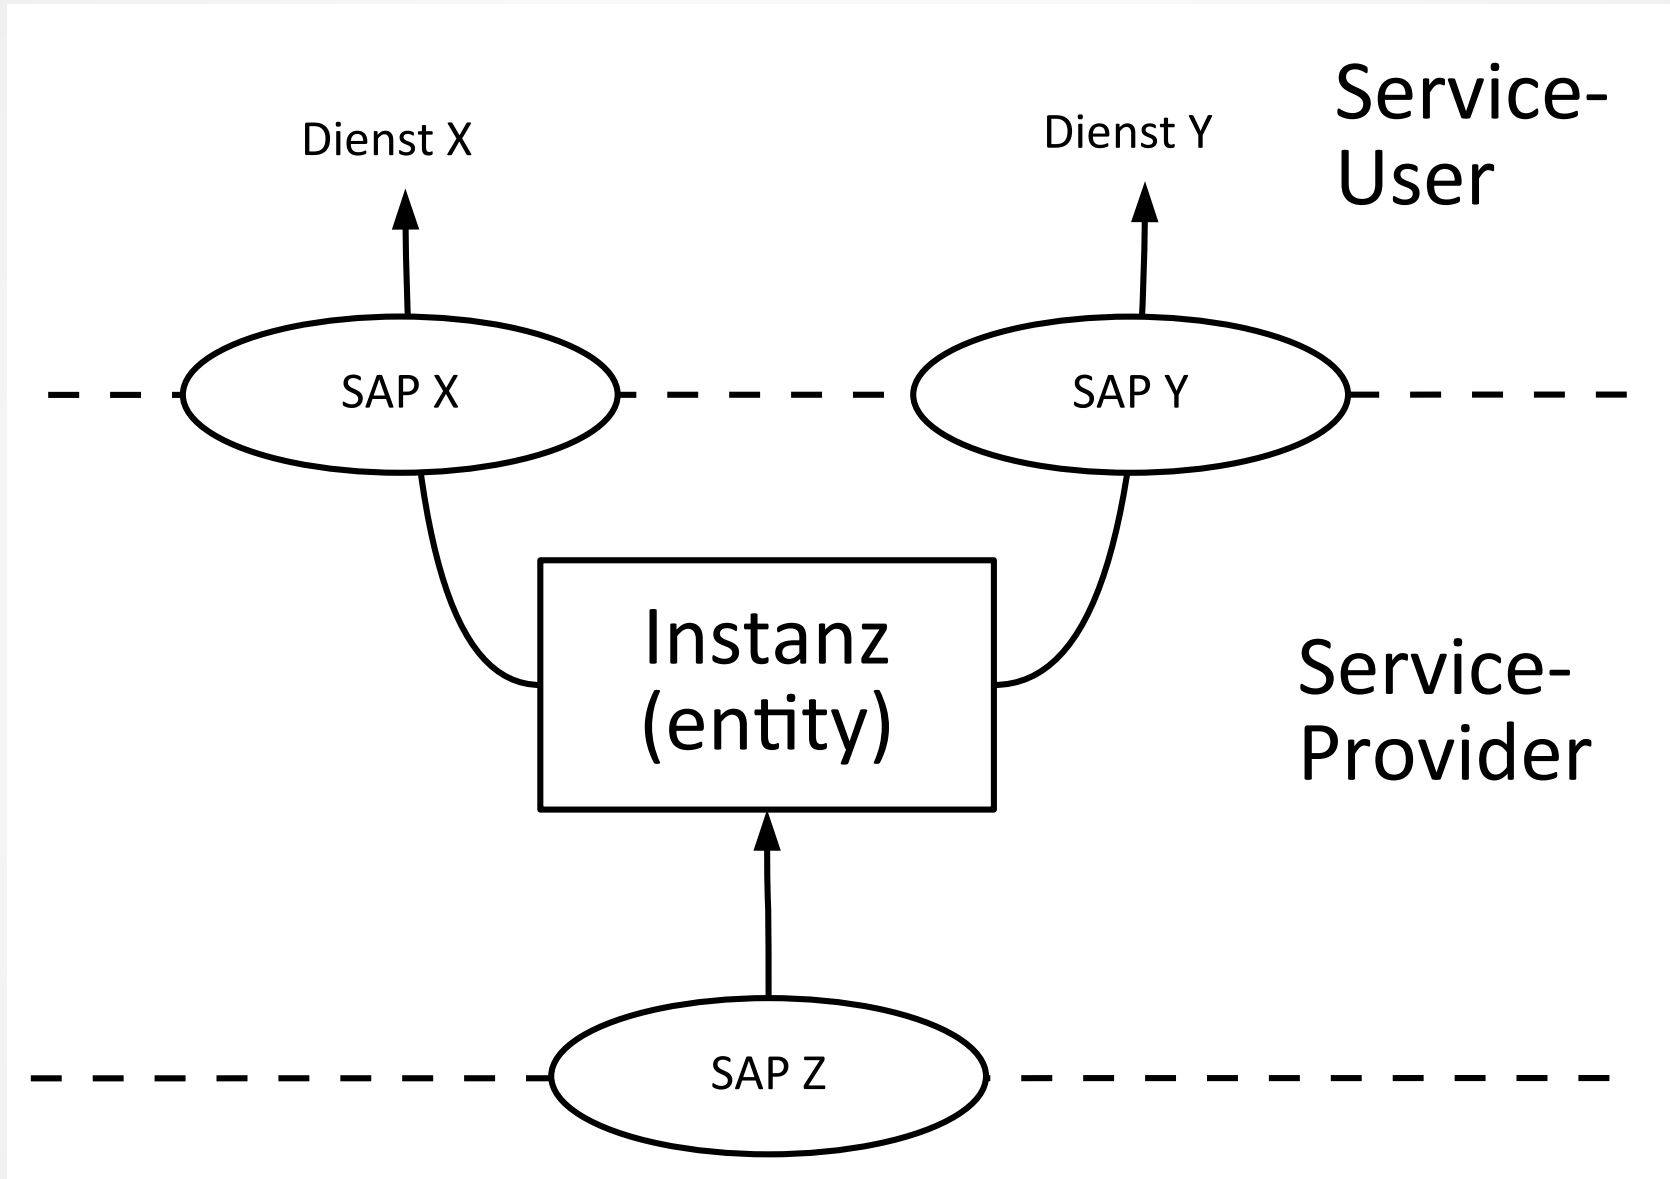 Dienst X
Dienst Y
Service-
User
SAP X
SAP Y
Instanz
(entity)
Service-
Provider
SAP Z